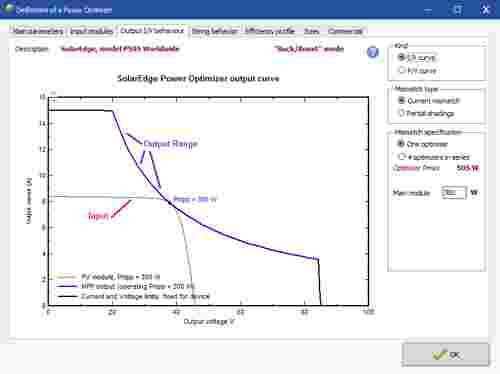 Definition of a Power Optimizer
Main parameters
Input modules
Output I/V behaviour
String behavior
Efficiency profile
Sizes
Commercial
Description
SolarEdge, model P505 Worldwide
"Buck/Boost" mode
SolarEdge Power Optimizer output curve
16
14
12
10
8
6
4
2
0
Output current [A]
Output Range
Pmpp = 300 W
Input
PV module, Pmpp = 300 W
MPP output (operating Pmpp = 300 W)
Current and Voltage limits, fixed for device
0
20
40
60
80
100
Output voltage V
Kind
I/V curve
P/V curve
Mismatch type
Current mismatch
Partial shadings
Mismatch specification
One optimizer
# optimizers in series
Optimizer Pmax
505 W
Main module
300
W
OK